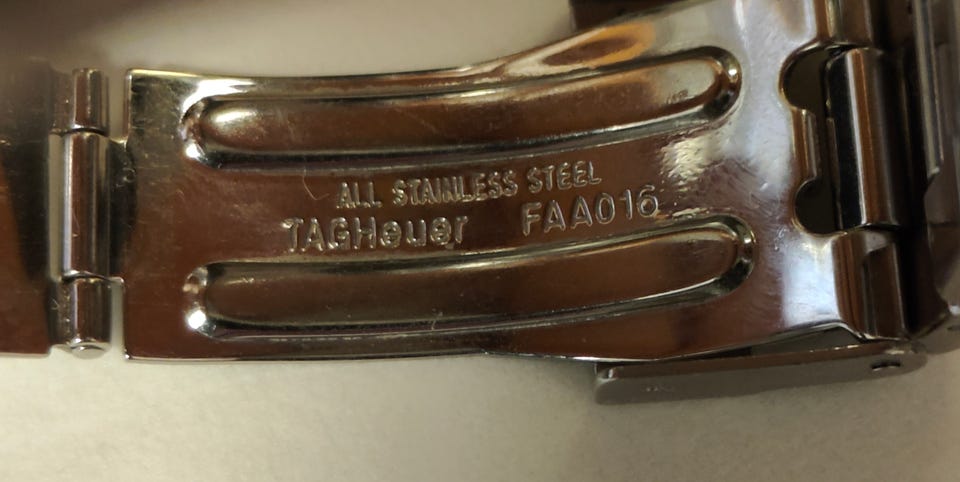 ALL STAINLESS STEEL
TAGHeuer FAA016